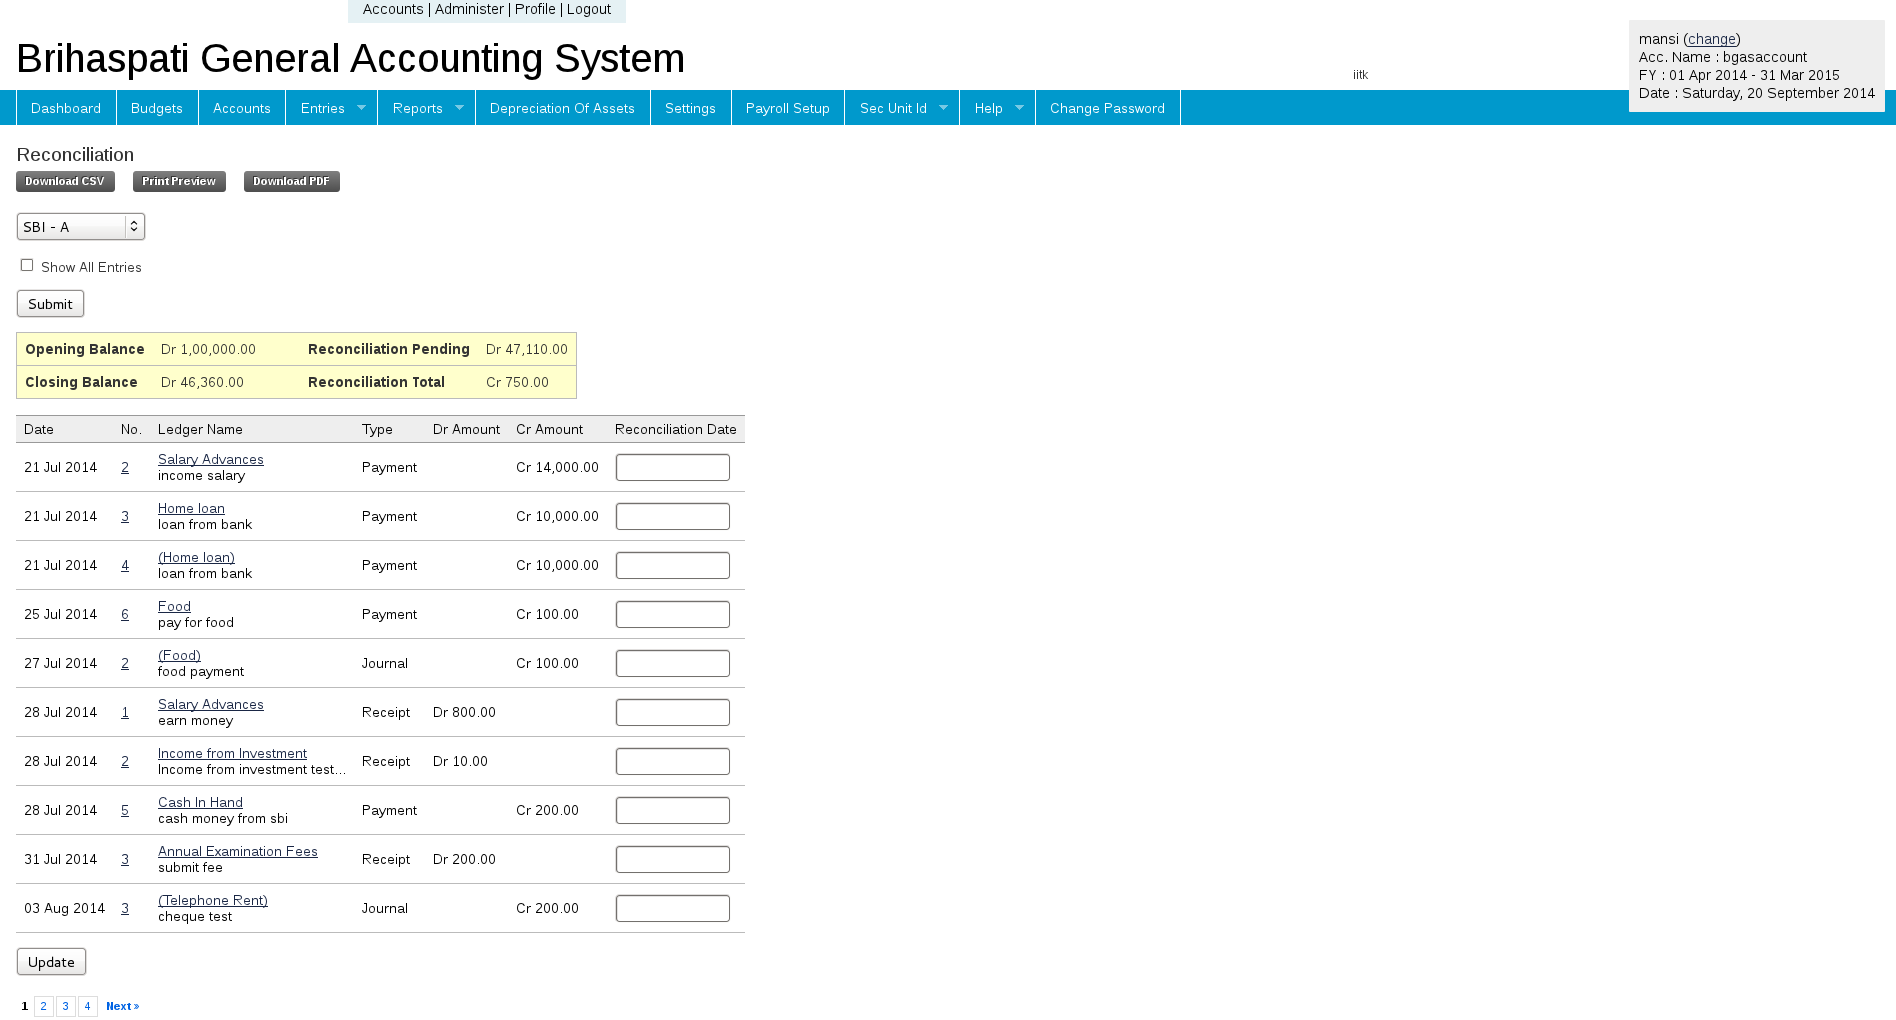 Accounts | Administer | Profile | Logout
Brihaspati General Accounting System
iitk
mansi (change)
Acc. Name : bgasaccount
FY : 01 Apr 2014 - 31 Mar 2015
Date : Saturday, 20 September 2014
Dashboard Budgets Accounts Entries Reports Depreciation Of Assets Settings Payroll Setup Sec Unit Id Help Change Password
Reconciliation
Download CSV Print Preview Download PDF
SBI - A
Show All Entries
Submit
Opening Balance Dr 1,00,000.00 Reconciliation Pending Dr 47,110.00
Closing Balance Dr 46,360.00 Reconciliation Total Cr 750.00
Date No. Ledger Name Type Dr Amount Cr Amount Reconciliation Date
21 Jul 2014 2 Salary Advances Payment Cr 14,000.00
income salary
21 Jul 2014 3 Home loan Payment Cr 10,000.00
loan from bank
21 Jul 2014 4 (Home loan) Payment Cr 10,000.00
loan from bank
25 Jul 2014 6 Food Payment Cr 100.00
pay for food
27 Jul 2014 2 (Food) Journal Cr 100.00
food payment
28 Jul 2014 1 Salary Advances Receipt Dr 800.00
earn money
28 Jul 2014 2 Income from Investment Receipt Dr 10.00
Income from investment test...
28 Jul 2014 5 Cash In Hand Payment Cr 200.00
cash money from sbi
31 Jul 2014 3 Annual Examination Fees Receipt Dr 200.00
submit fee
03 Aug 2014 3 (Telephone Rent) Journal Cr 200.00
cheque test
Update
1 2 3 4 Next »